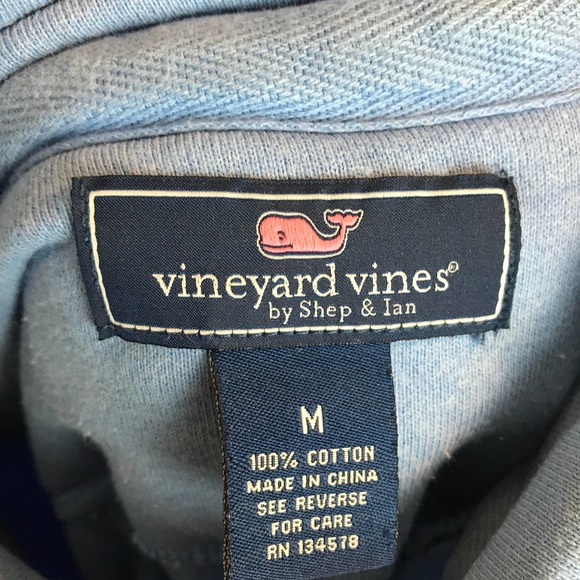 vineyard vines®
by Shep & Ian
M
100% COTTON
MADE IN CHINA
SEE REVERSE
FOR CARE
RN 134578